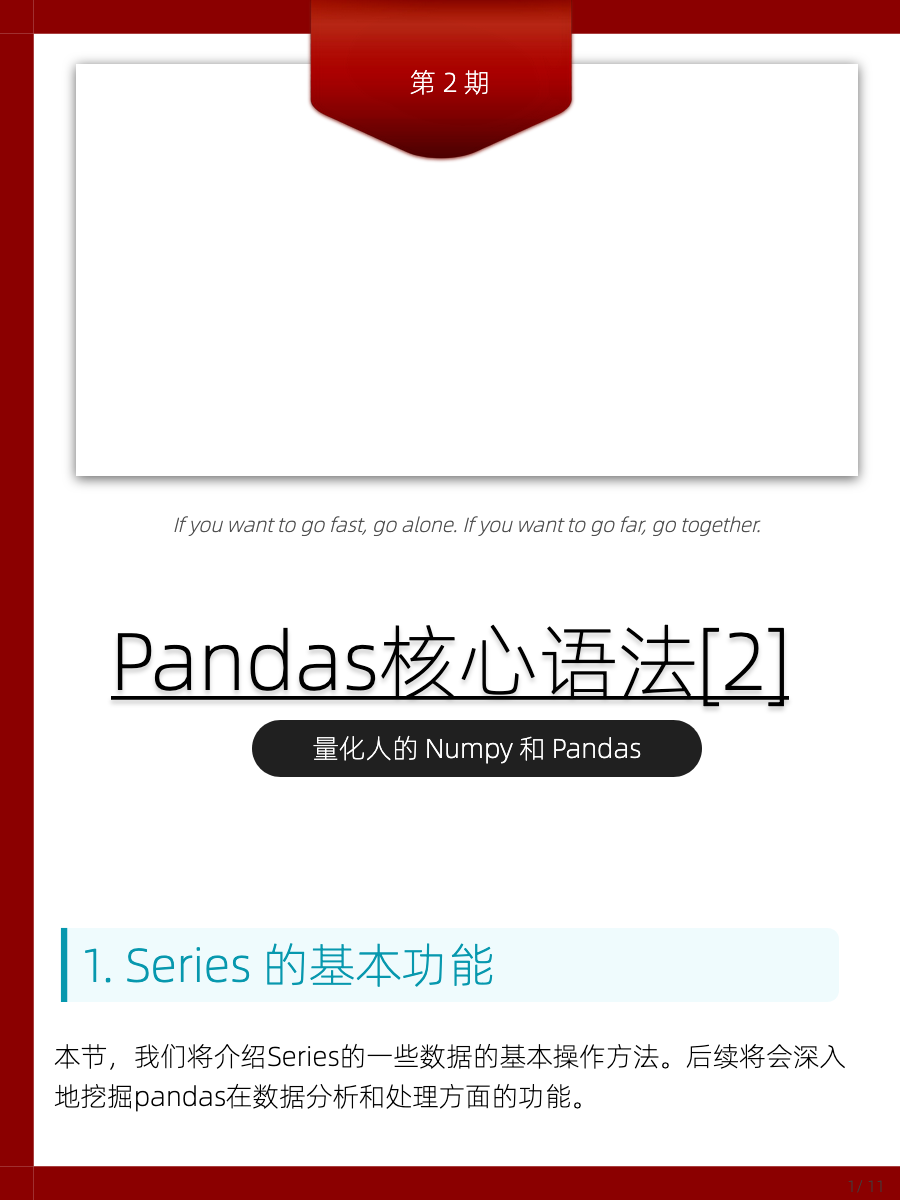 第 2 期
If you want to go fast, go alone. If you want to go far, go together.
Pandas核心语法[2]
量化人的 Numpy 和 Pandas
1. Series 的基本功能
本节，我们将介绍Series的一些数据的基本操作方法。后续将会深入
地挖掘pandas在数据分析和处理方面的功能。
1/ 11